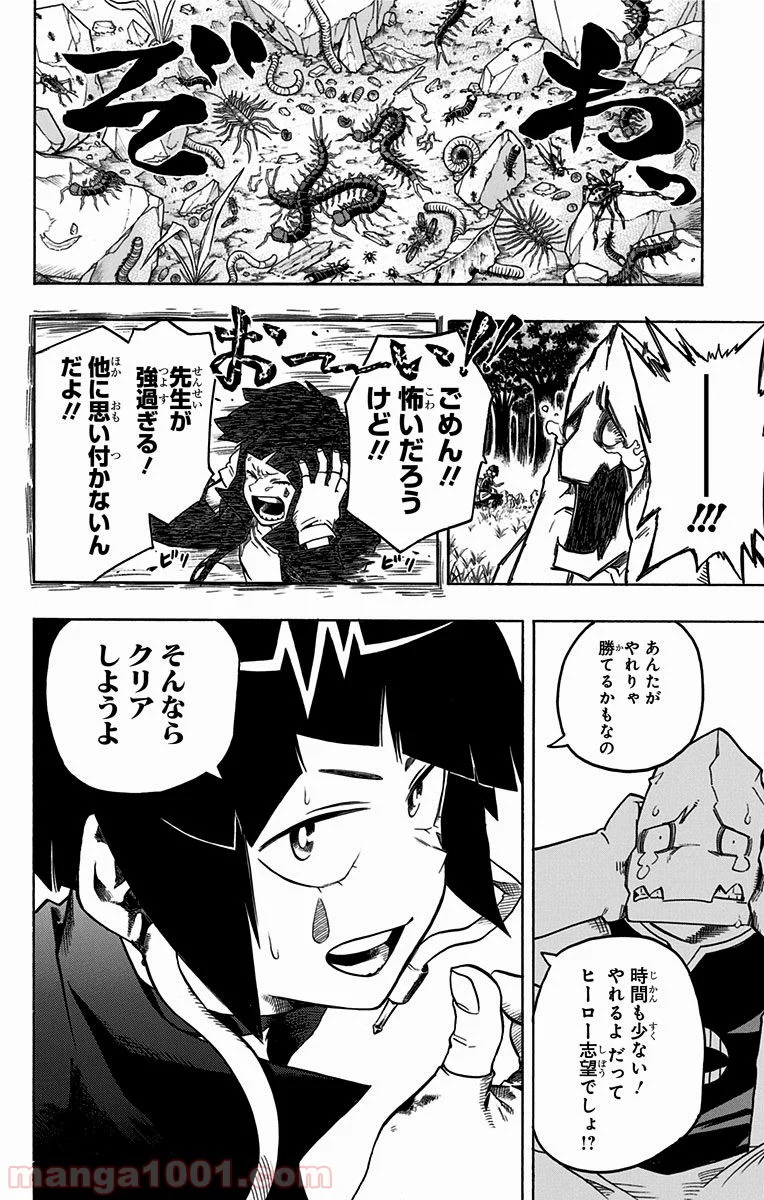 わっ
ぞ
ー!!!
ごめん!!
怖いだろう
けど!!
おーーい!!
先生が
強過ぎる!
他に思い付かないん
だよ!!
ビリ
ビリ
あんたが
やれりゃ
勝てるかもなの
時間も少ない!
やれるよだって
ヒーロー志望でしょ!?
そんなら
クリア
しようよ
manga1001.com